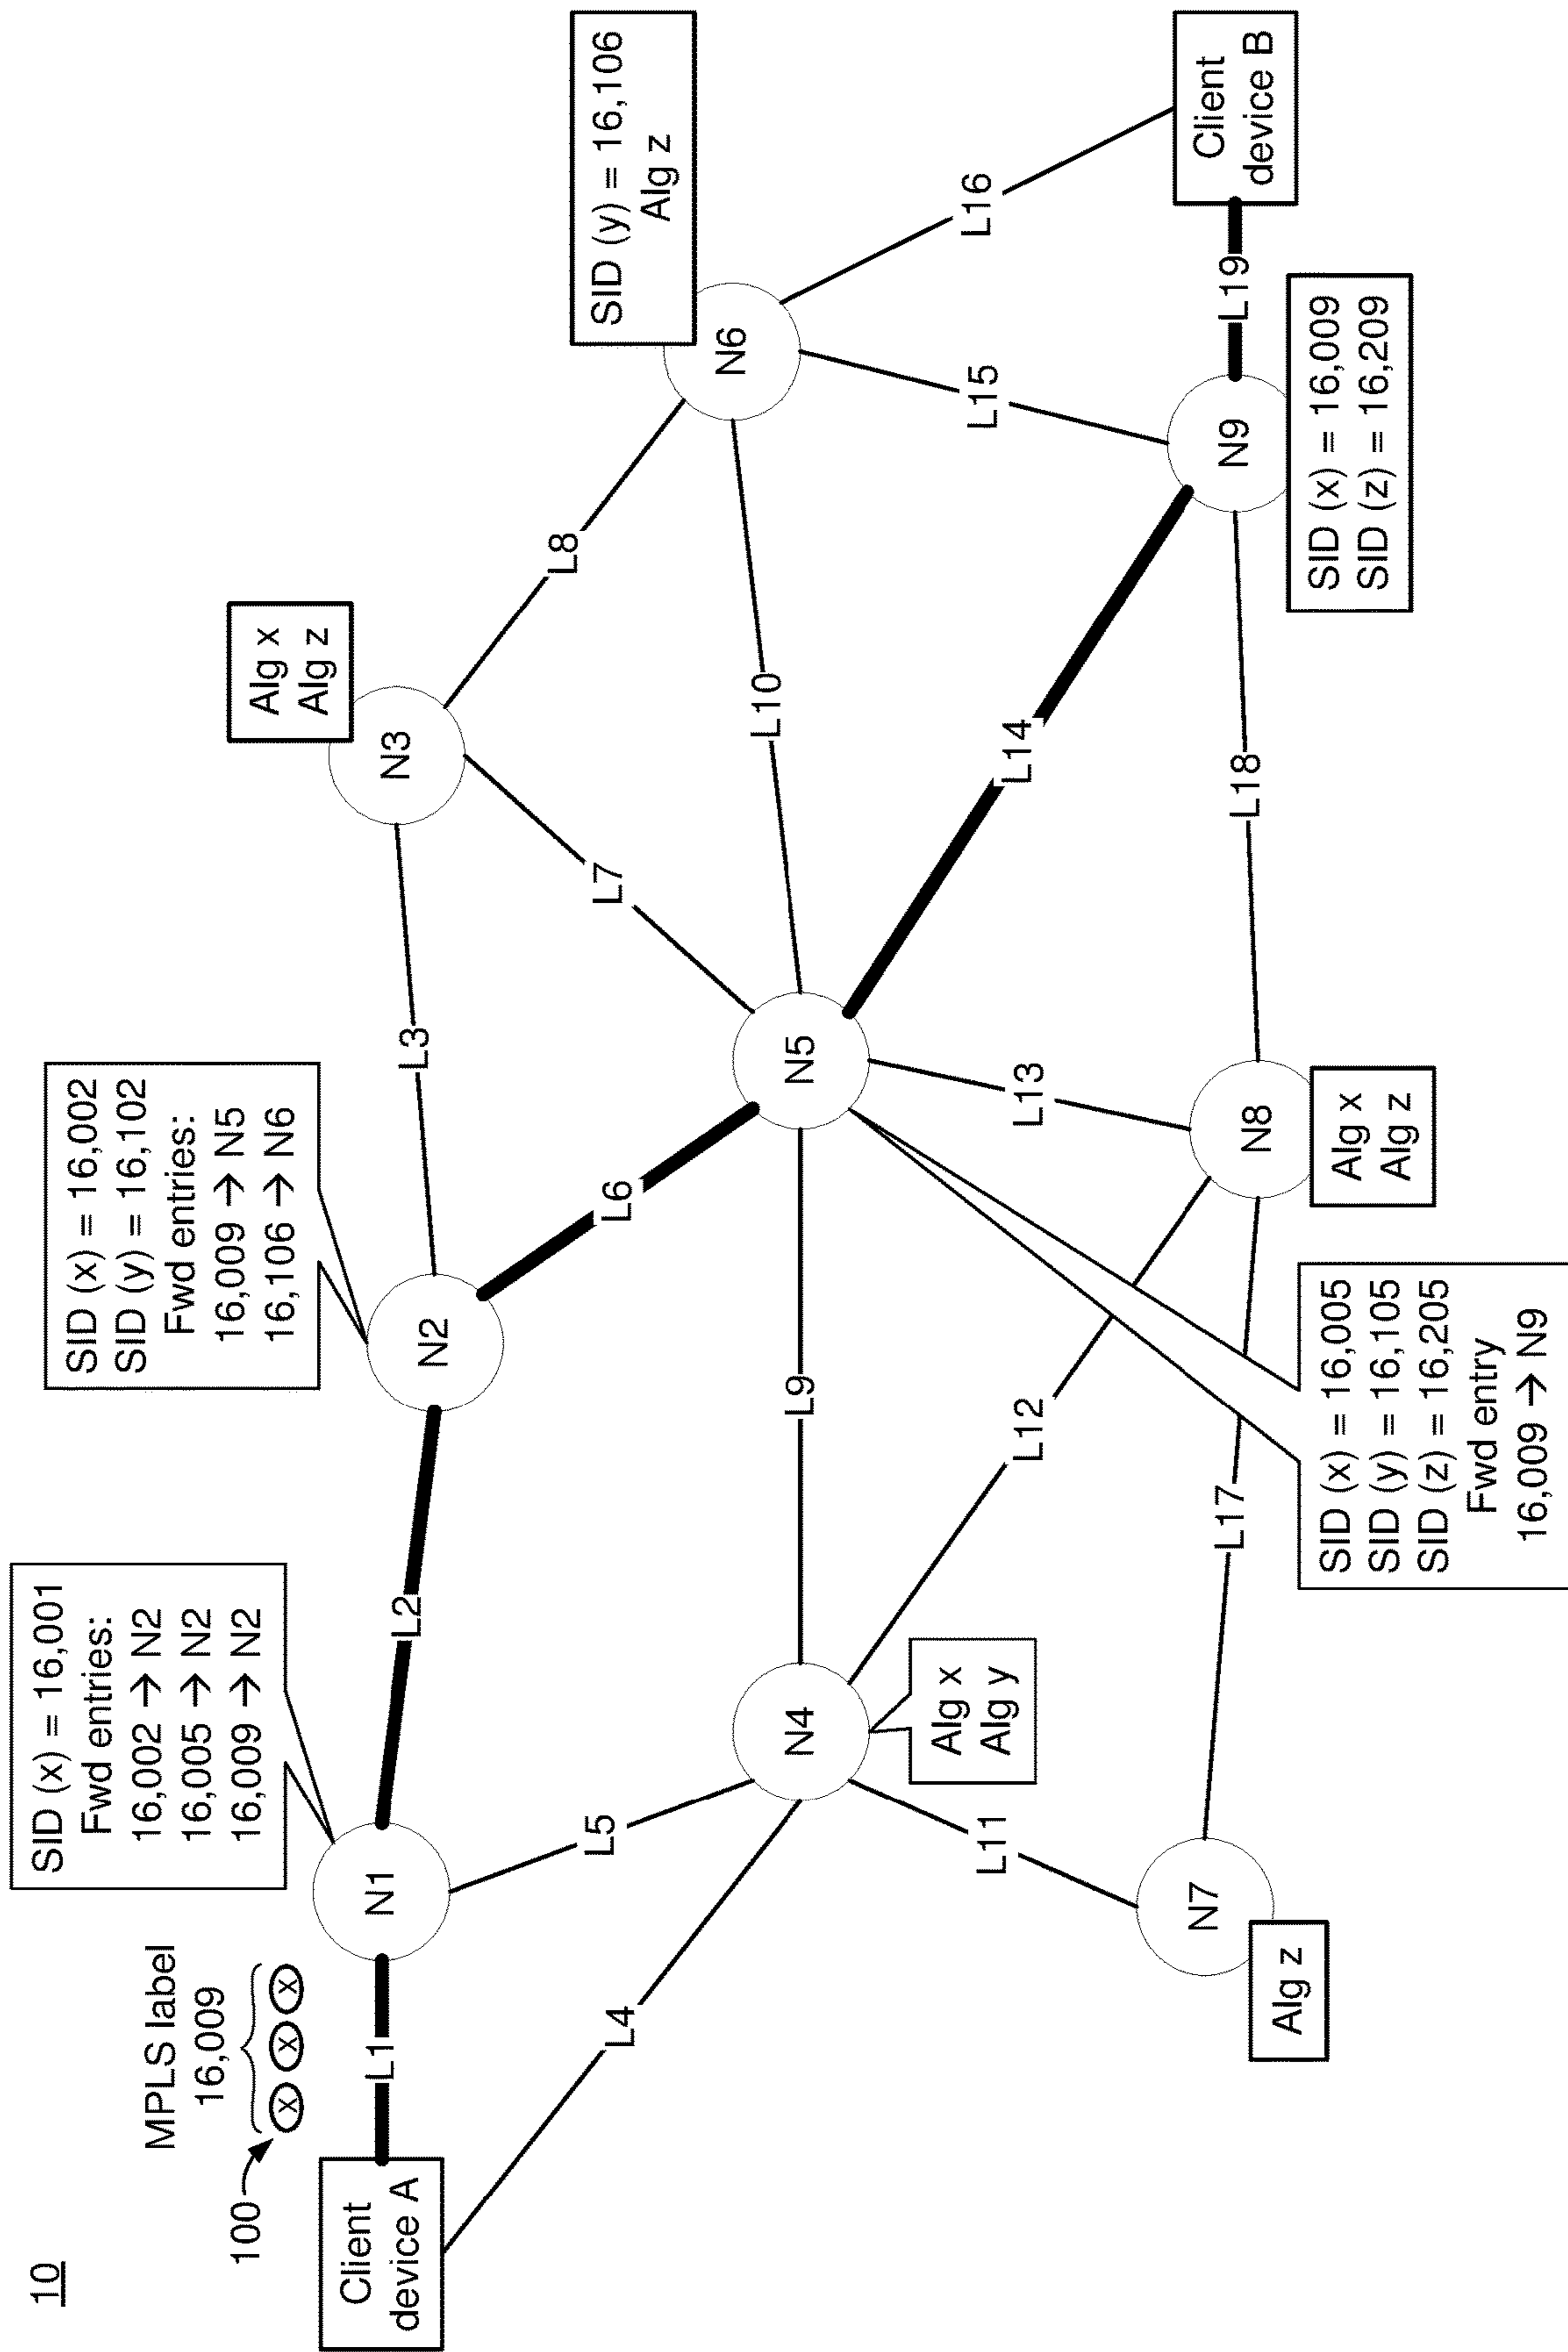 10
100
MPLS label
16,009
x x x
Client
device A
L1
N1
SID (x) = 16,001
Fwd entries:
16,002 → N2
16,005 → N2
16,009 → N2
L2
N2
SID (x) = 16,002
SID (y) = 16,102
Fwd entries:
16,009 → N5
16,106 → N6
L3
N3
Alg x
Alg z
L4
L5
L6
L7
L8
N4
Alg x
Alg y
L9
N5
SID (x) = 16,005
SID (y) = 16,105
SID (z) = 16,205
Fwd entry
16,009 → N9
L10
N6
SID (y) = 16,106
Alg z
L11
L12
L13
L14
L15
L16
N7
Alg z
L17
N8
Alg x
Alg z
L18
N9
SID (x) = 16,009
SID (z) = 16,209
L19
Client
device B